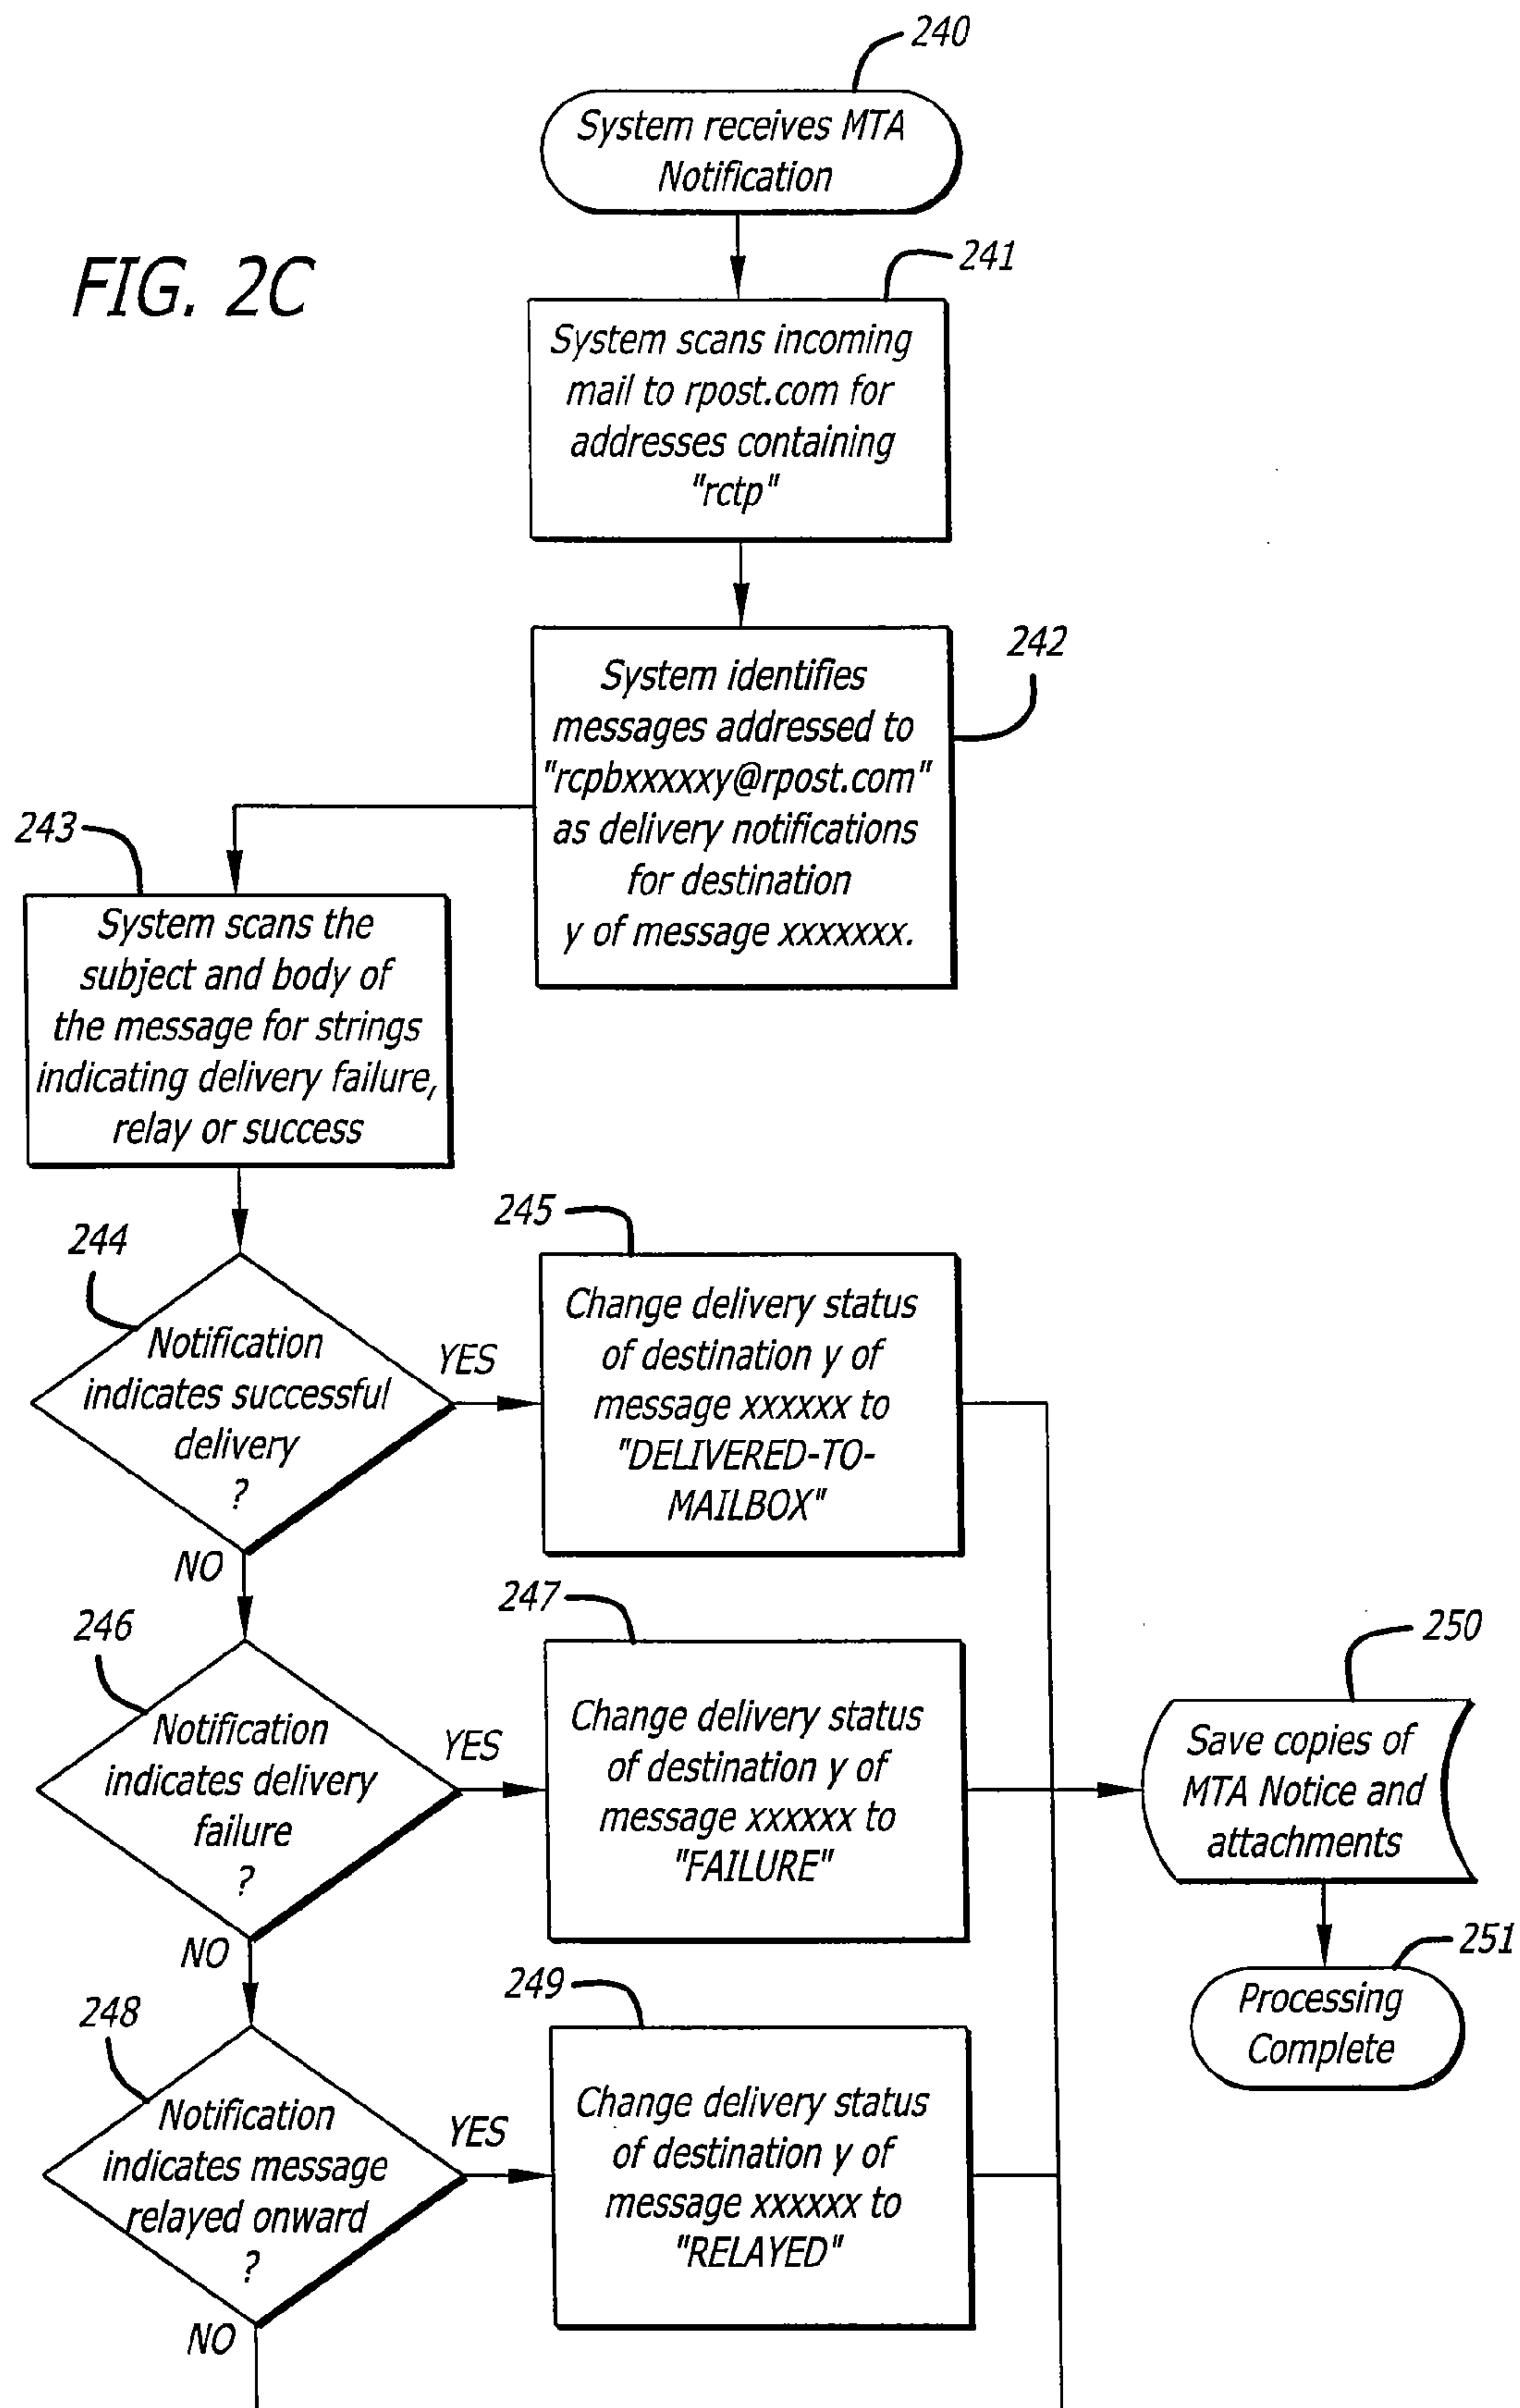 240
System receives MTA
Notification
FIG. 2C
241
System scans incoming
mail to rpost.com for
addresses containing
"rctp"
242
System identifies
messages addressed to
"rcpbxxxxxy@rpost.com"
as delivery notifications
for destination
y of message xxxxxxx.
243
System scans the
subject and body of
the message for strings
indicating delivery failure,
relay or success
244
Notification
indicates successful
delivery
?
YES
NO
245
Change delivery status
of destination y of
message xxxxxx to
"DELIVERED-TO-
MAILBOX"
246
Notification
indicates delivery
failure
?
YES
NO
247
Change delivery status
of destination y of
message xxxxxx to
"FAILURE"
248
Notification
indicates message
relayed onward
?
YES
NO
249
Change delivery status
of destination y of
message xxxxxx to
"RELAYED"
250
Save copies of
MTA Notice and
attachments
251
Processing
Complete